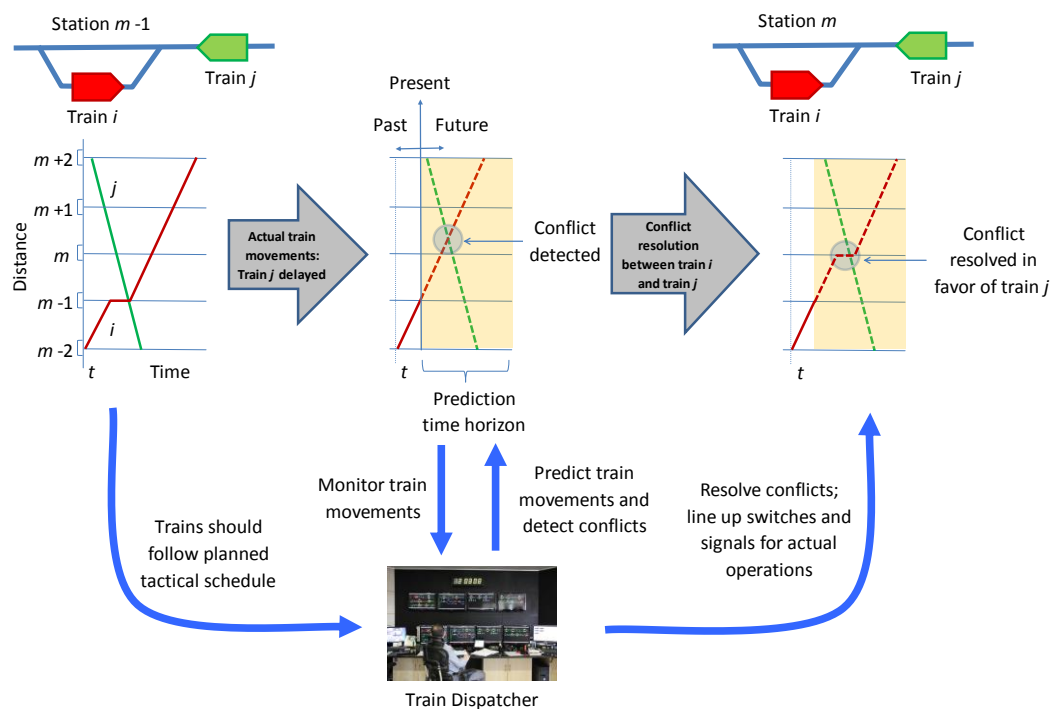 Station m -1
Train j
Train i
Station m
Train j
Train i
Present
Past
Future
m +2
m +1
m
m -1
m -2
Distance
j
i
t
Time
Actual train
movements:
Train j delayed
Conflict
detected
t
Prediction
time horizon
Conflict
resolution
between train i
and train j
Conflict
resolved in
favor of train j
t
Trains should
follow planned
tactical schedule
Monitor train
movements
Predict train
movements and
detect conflicts
Resolve conflicts;
line up switches and
signals for actual
operations
Train Dispatcher